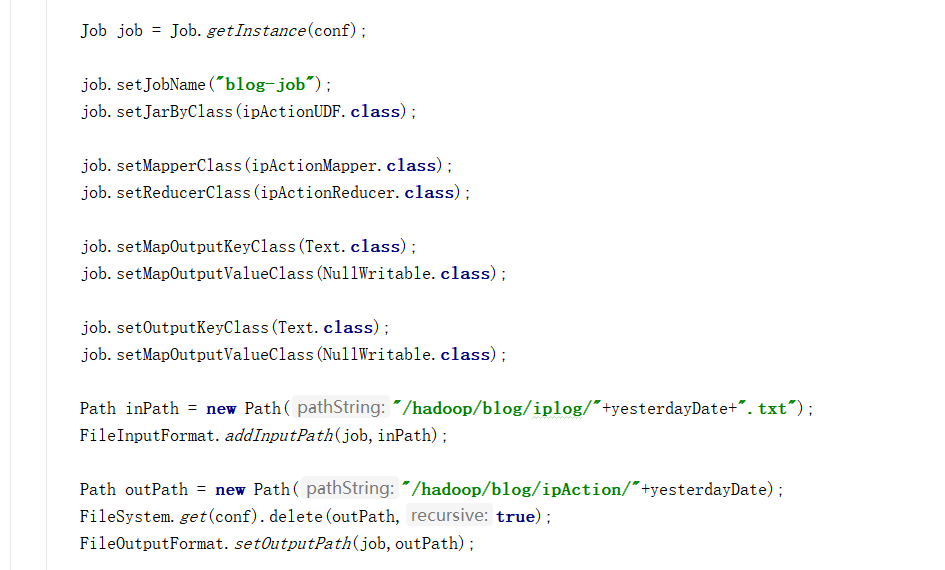 Job job = Job.getInstance(conf);
job.setJobName("blog-job");
job.setJarByClass(ipActionUDF.class);
job.setMapperClass(ipActionMapper.class);
job.setReducerClass(ipActionReducer.class);
job.setMapOutputKeyClass(Text.class);
job.setMapOutputValueClass(NullWritable.class);
job.setOutputKeyClass(Text.class);
job.setMapOutputValueClass(NullWritable.class);
Path inPath = new Path( pathString: "/hadoop/blog/iplog/"+yesterdayDate+".txt");
FileInputFormat.addInputPath(job,inPath);
Path outPath = new Path( pathString: "/hadoop/blog/ipAction/"+yesterdayDate);
FileSystem.get(conf).delete(outPath, recursive: true);
FileOutputFormat.setOutputPath(job,outPath);